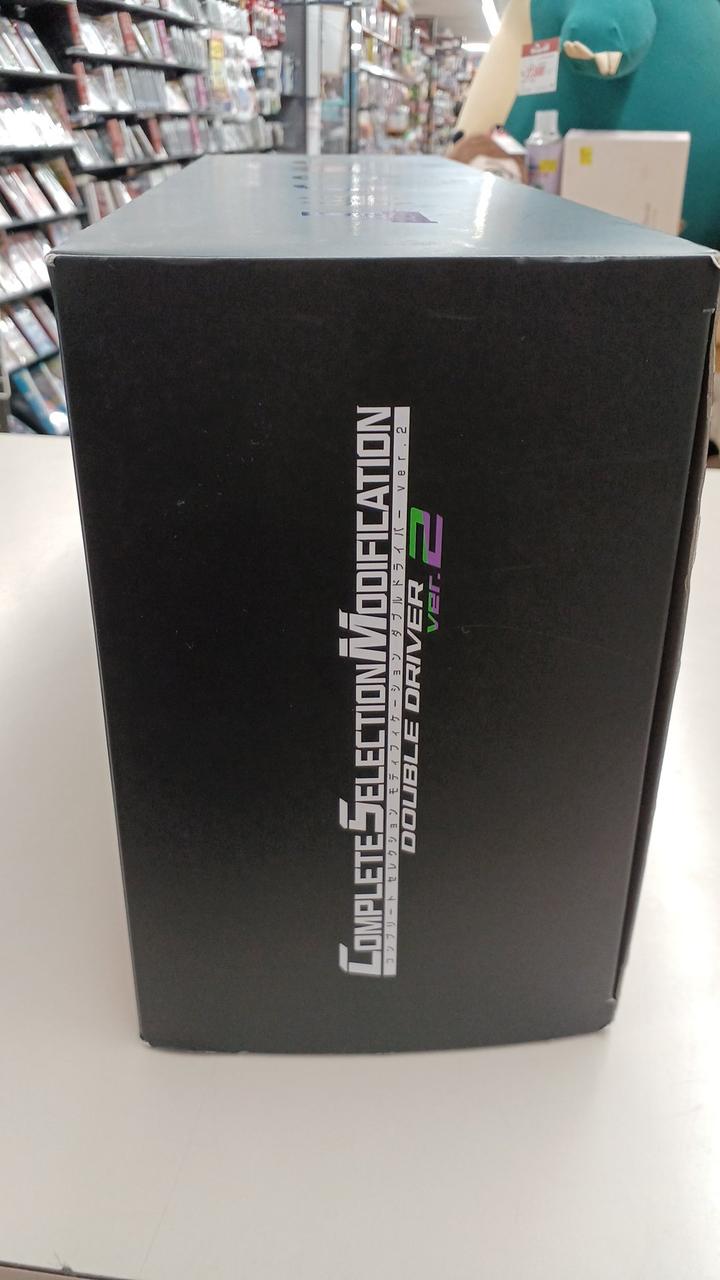 COMPLETE SELECTION MODIFICATION
コンプリート セレクション モディフィケーション ダブルドライバー ver.2
DOUBLE DRIVER
ver.2